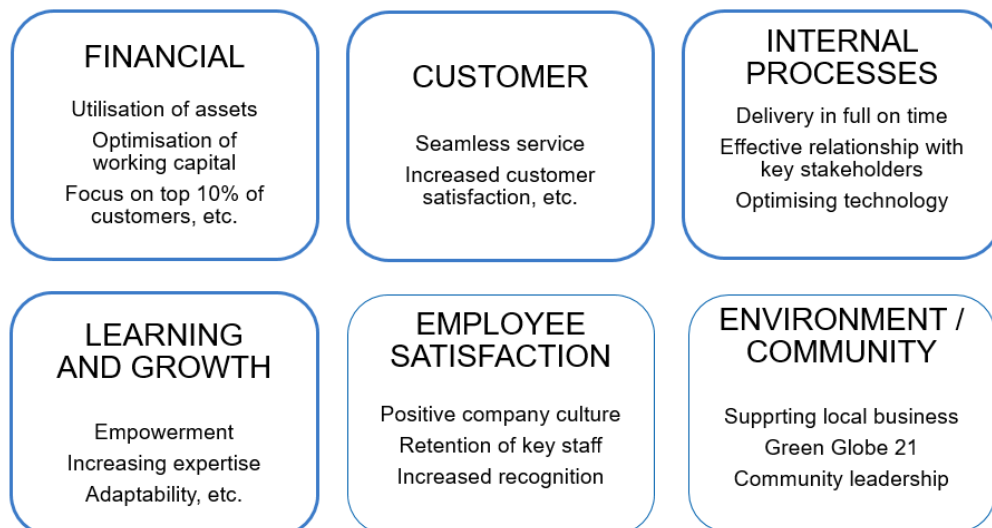 FINANCIAL
Utilisation of assets
Optimisation of
working capital
Focus on top 10% of
customers, etc.
CUSTOMER
Seamless service
Increased customer
satisfaction, etc.
INTERNAL
PROCESSES
Delivery in full on time
Effective relationship with
key stakeholders
Optimising technology
LEARNING
AND GROWTH
Empowerment
Increasing expertise
Adaptability, etc.
EMPLOYEE
SATISFACTION
Positive company culture
Retention of key staff
Increased recognition
ENVIRONMENT /
COMMUNITY
Supprting local business
Green Globe 21
Community leadership